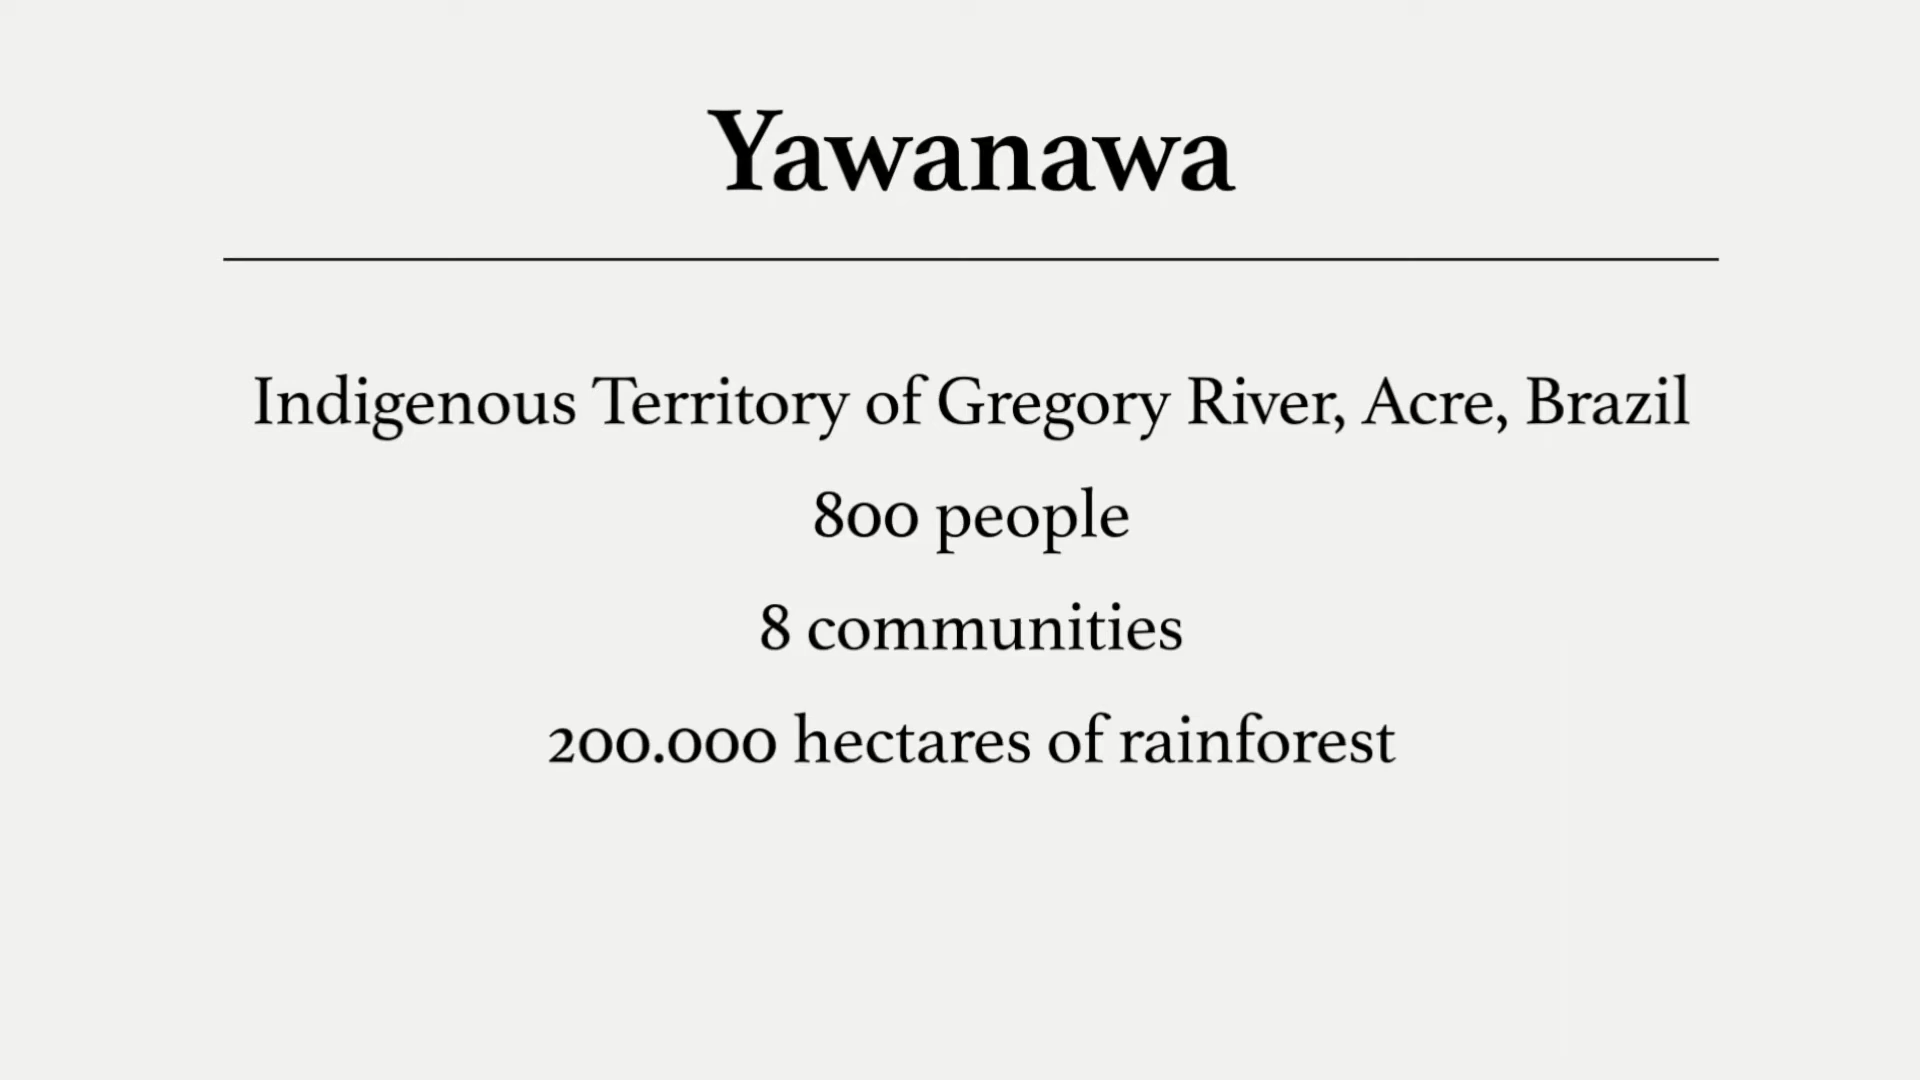 Yawanawa
Indigenous Territory of Gregory River, Acre, Brazil
800 people
8 communities
200.000 hectares of rainforest